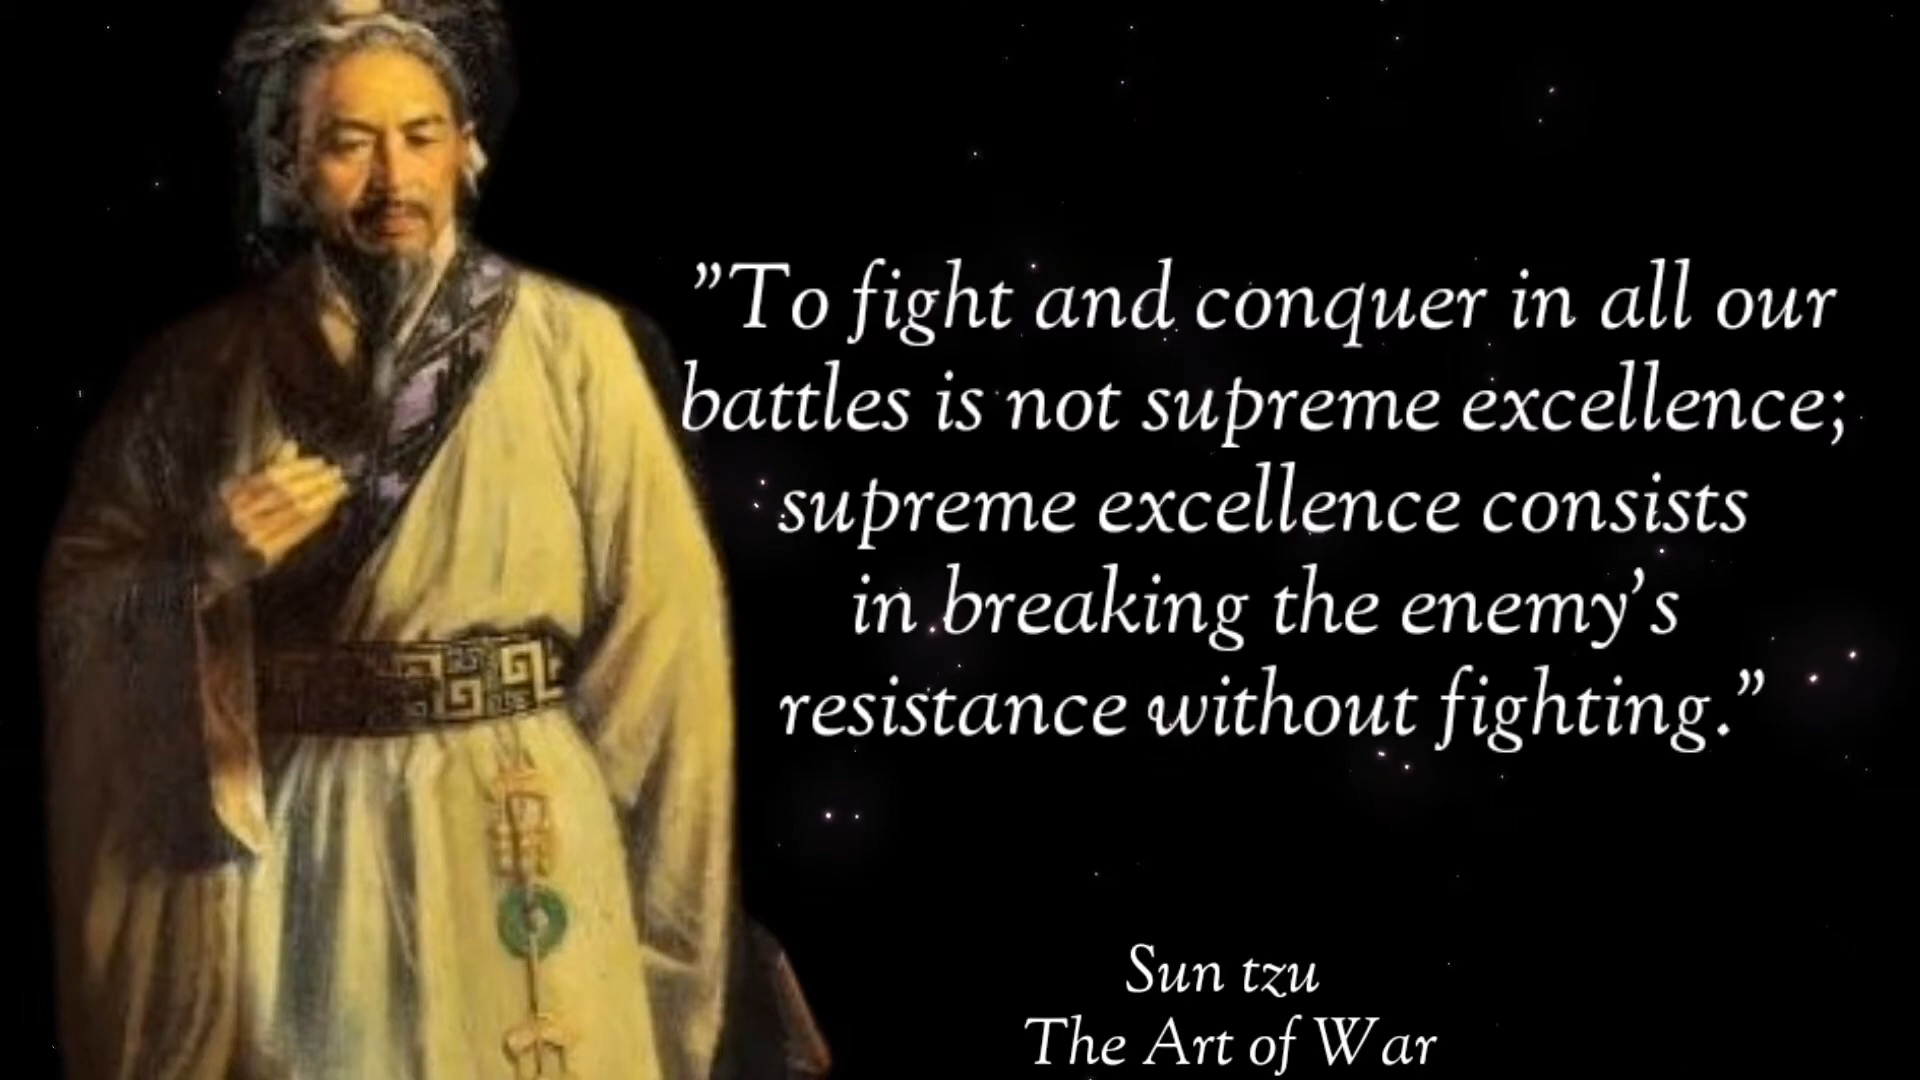 ”To fight and conquer in all our
battles is not supreme excellence;
supreme excellence consists
in breaking the enemy’s
resistance without fighting.”
Sun tzu
The Art of War